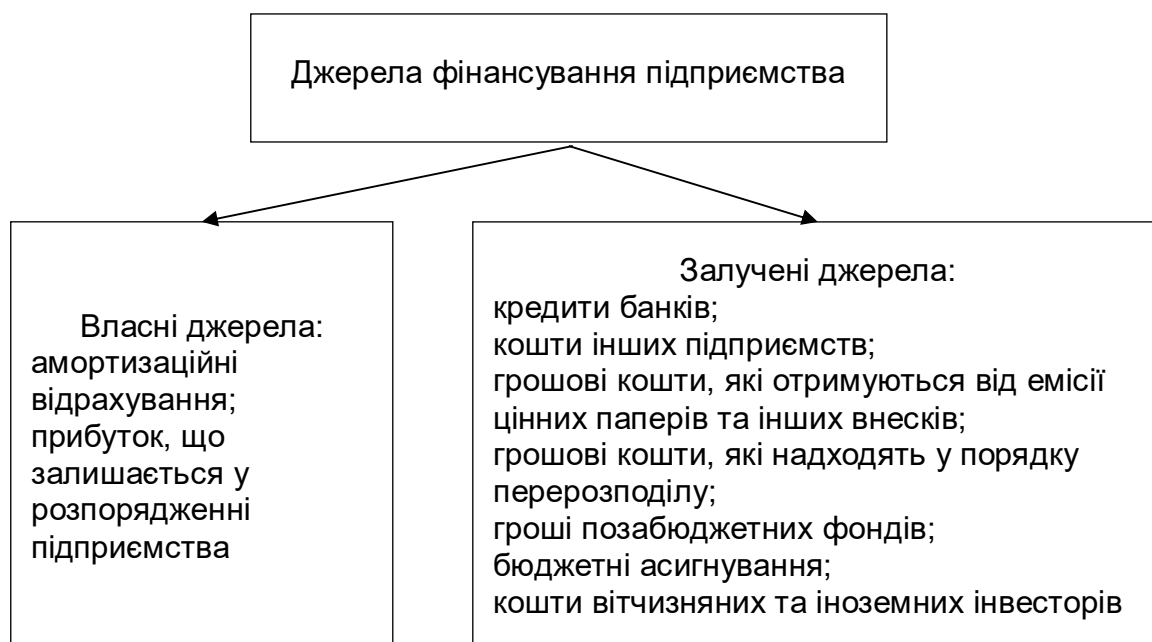 Джерела фінансування підприємства
Власні джерела:
амортизаційні
відрахування;
прибуток, що
залишається у
розпорядженні
підприємства
Залучені джерела:
кредити банків;
кошти інших підприємств;
грошові кошти, які отримуються від емісії
цінних паперів та інших внесків;
грошові кошти, які надходять у порядку
перерозподілу;
гроші позабюджетних фондів;
бюджетні асигнування;
кошти вітчизняних та іноземних інвесторів